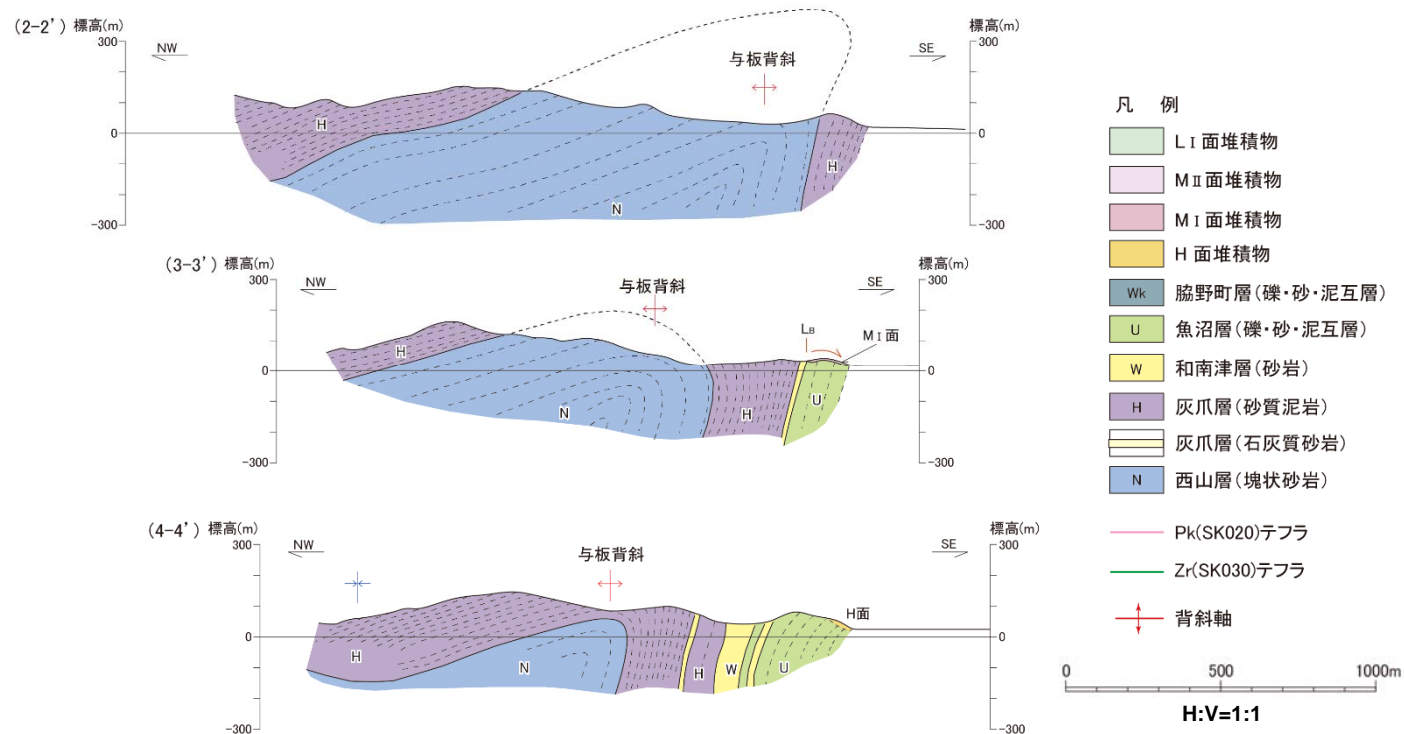 (2-2') 標高(m)
300
0
-300
NW
与板背斜
SE
300
0
-300
H
N
H
(3-3') 標高(m)
300
0
-300
NW
与板背斜
SE
300
0
-300
LB
MⅠ面
H
N
H
U
(4-4') 標高(m)
300
0
-300
NW
与板背斜
SE
300
0
-300
H面
H
N
H
W
U
凡 例
LⅠ面堆積物
MⅡ面堆積物
MⅠ面堆積物
H面堆積物
Wk 脇野町層(礫・砂・泥互層)
U 魚沼層(礫・砂・泥互層)
W 和南津層(砂岩)
H 灰爪層(砂質泥岩)
灰爪層(石灰質砂岩)
N 西山層(塊状砂岩)
Pk(SK020)テフラ
Zr(SK030)テフラ
背斜軸
0 500 1000m
H:V=1:1